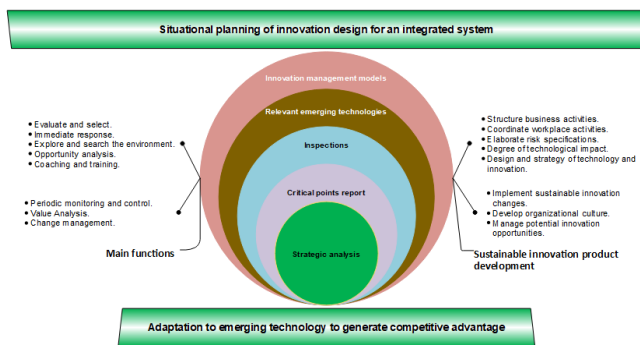 Situational planning of innovation design for an integrated system
Innovation management models
Relevant emerging technologies
Inspections
Critical points report
Strategic analysis
• Evaluate and select.
• Immediate response.
• Explore and search the environment.
• Opportunity analysis.
• Coaching and training.
• Periodic monitoring and control.
• Value Analysis.
• Change management.
Main functions
• Structure business activities.
• Coordinate workplace activities.
• Elaborate risk specifications.
• Degree of technological impact.
• Design and strategy of technology and
innovation.
• Implement sustainable innovation
changes.
• Develop organizational culture.
• Manage potential innovation
opportunities.
Sustainable innovation product
development
Adaptation to emerging technology to generate competitive advantage